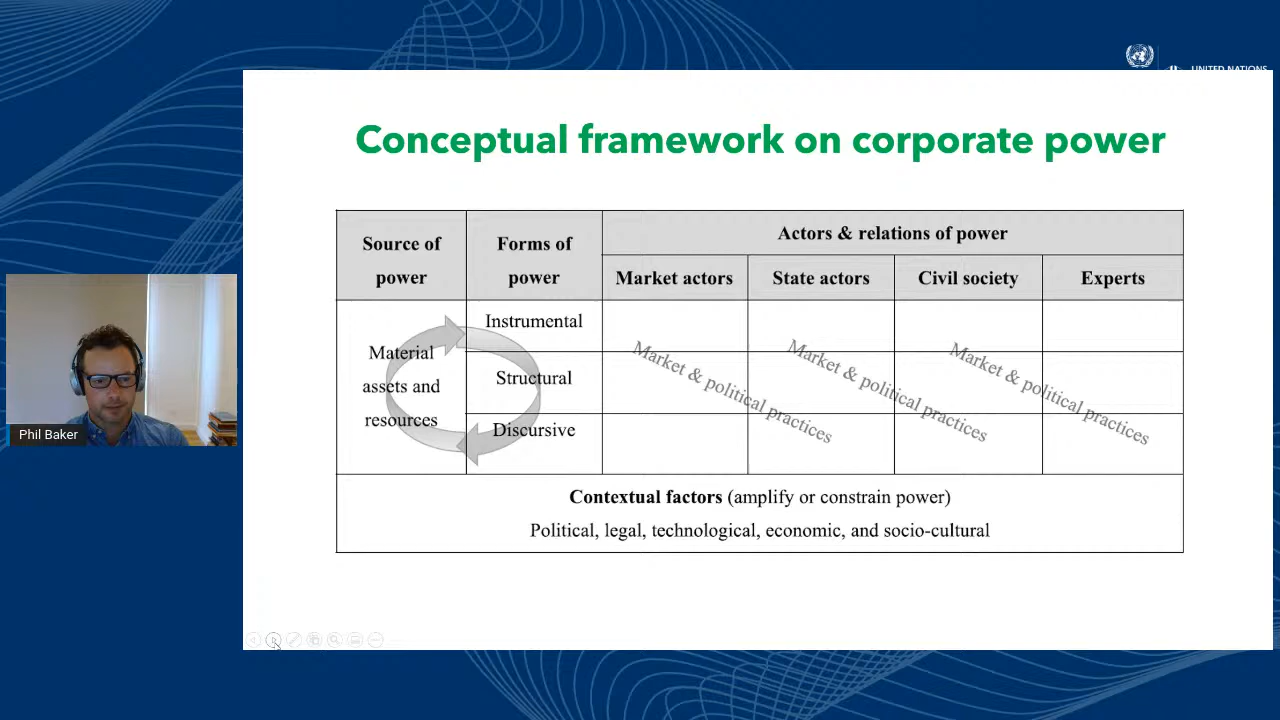 UNITED NATIONS
Conceptual framework on corporate power
Source of
power
Forms of
power
Actors & relations of power
Market actors
State actors
Civil society
Experts
Material
assets and
resources
Instrumental
Structural
Discursive
Market & political practices
Market & political practices
Market & political practices
Contextual factors (amplify or constrain power)
Political, legal, technological, economic, and socio-cultural
Phil Baker